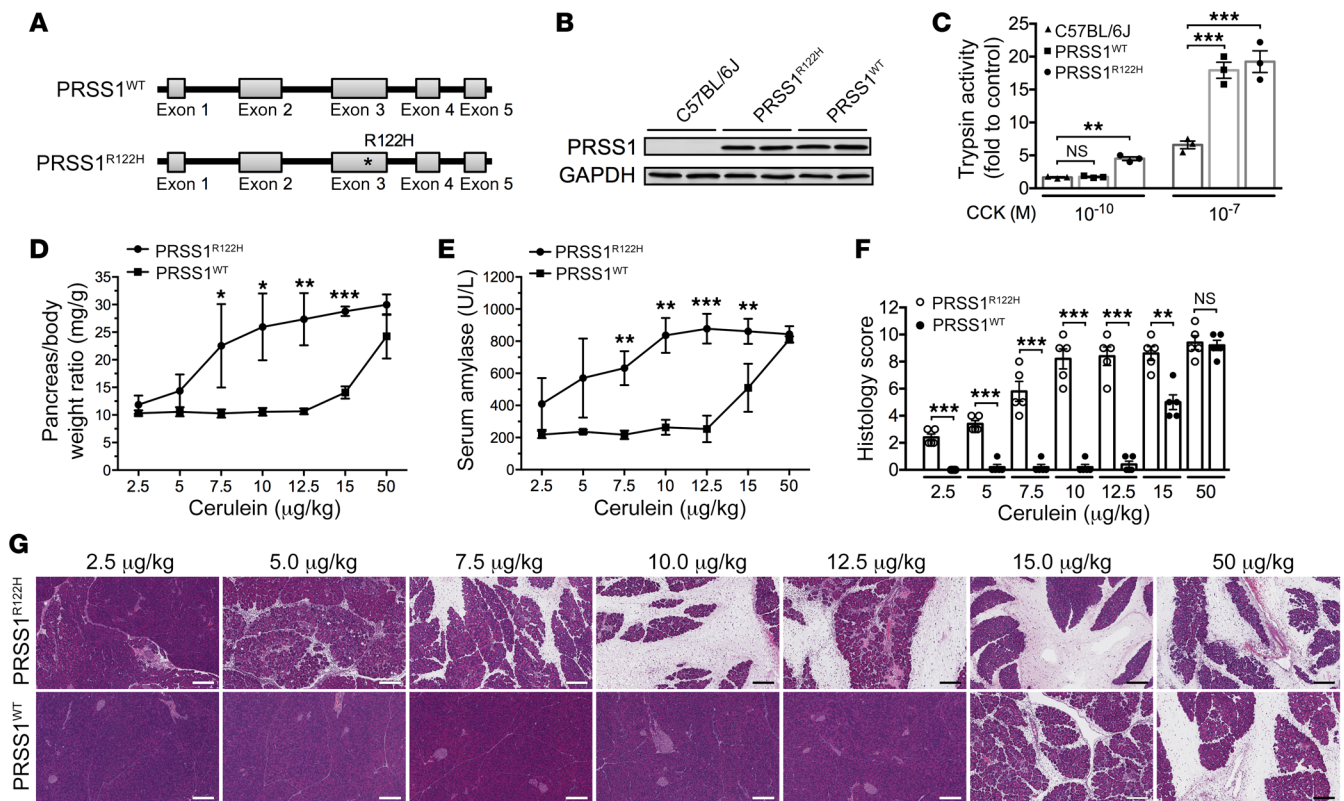 A
PRSS1WT
Exon 1 Exon 2 Exon 3 Exon 4 Exon 5
R122H
PRSS1R122H
*
Exon 1 Exon 2 Exon 3 Exon 4 Exon 5
B
C57BL/6J PRSS1R122H PRSS1WT
PRSS1
GAPDH
C
Trypsin activity
(fold to control)
25
20
15
10
5
0
C57BL/6J
PRSS1WT
PRSS1R122H
***
***
**
NS
CCK (M) 10-10 10-7
D
PRSS1R122H
PRSS1WT
Pancreas/body
weight ratio (mg/g)
35
30
25
20
15
10
5
0
* * ** ***
2.5 5 7.5 10 12.5 15 50
Cerulein (μg/kg)
E
PRSS1R122H
PRSS1WT
Serum amylase (U/L)
1200
1000
800
600
400
200
0
** ** *** **
2.5 5 7.5 10 12.5 15 50
Cerulein (μg/kg)
F
PRSS1R122H
PRSS1WT
Histology score
12
10
8
6
4
2
0
*** *** *** *** *** ** NS
2.5 5 7.5 10 12.5 15 50
Cerulein (μg/kg)
G
2.5 μg/kg 5.0 μg/kg 7.5 μg/kg 10.0 μg/kg 12.5 μg/kg 15.0 μg/kg 50 μg/kg
PRSS1R122H
PRSS1WT